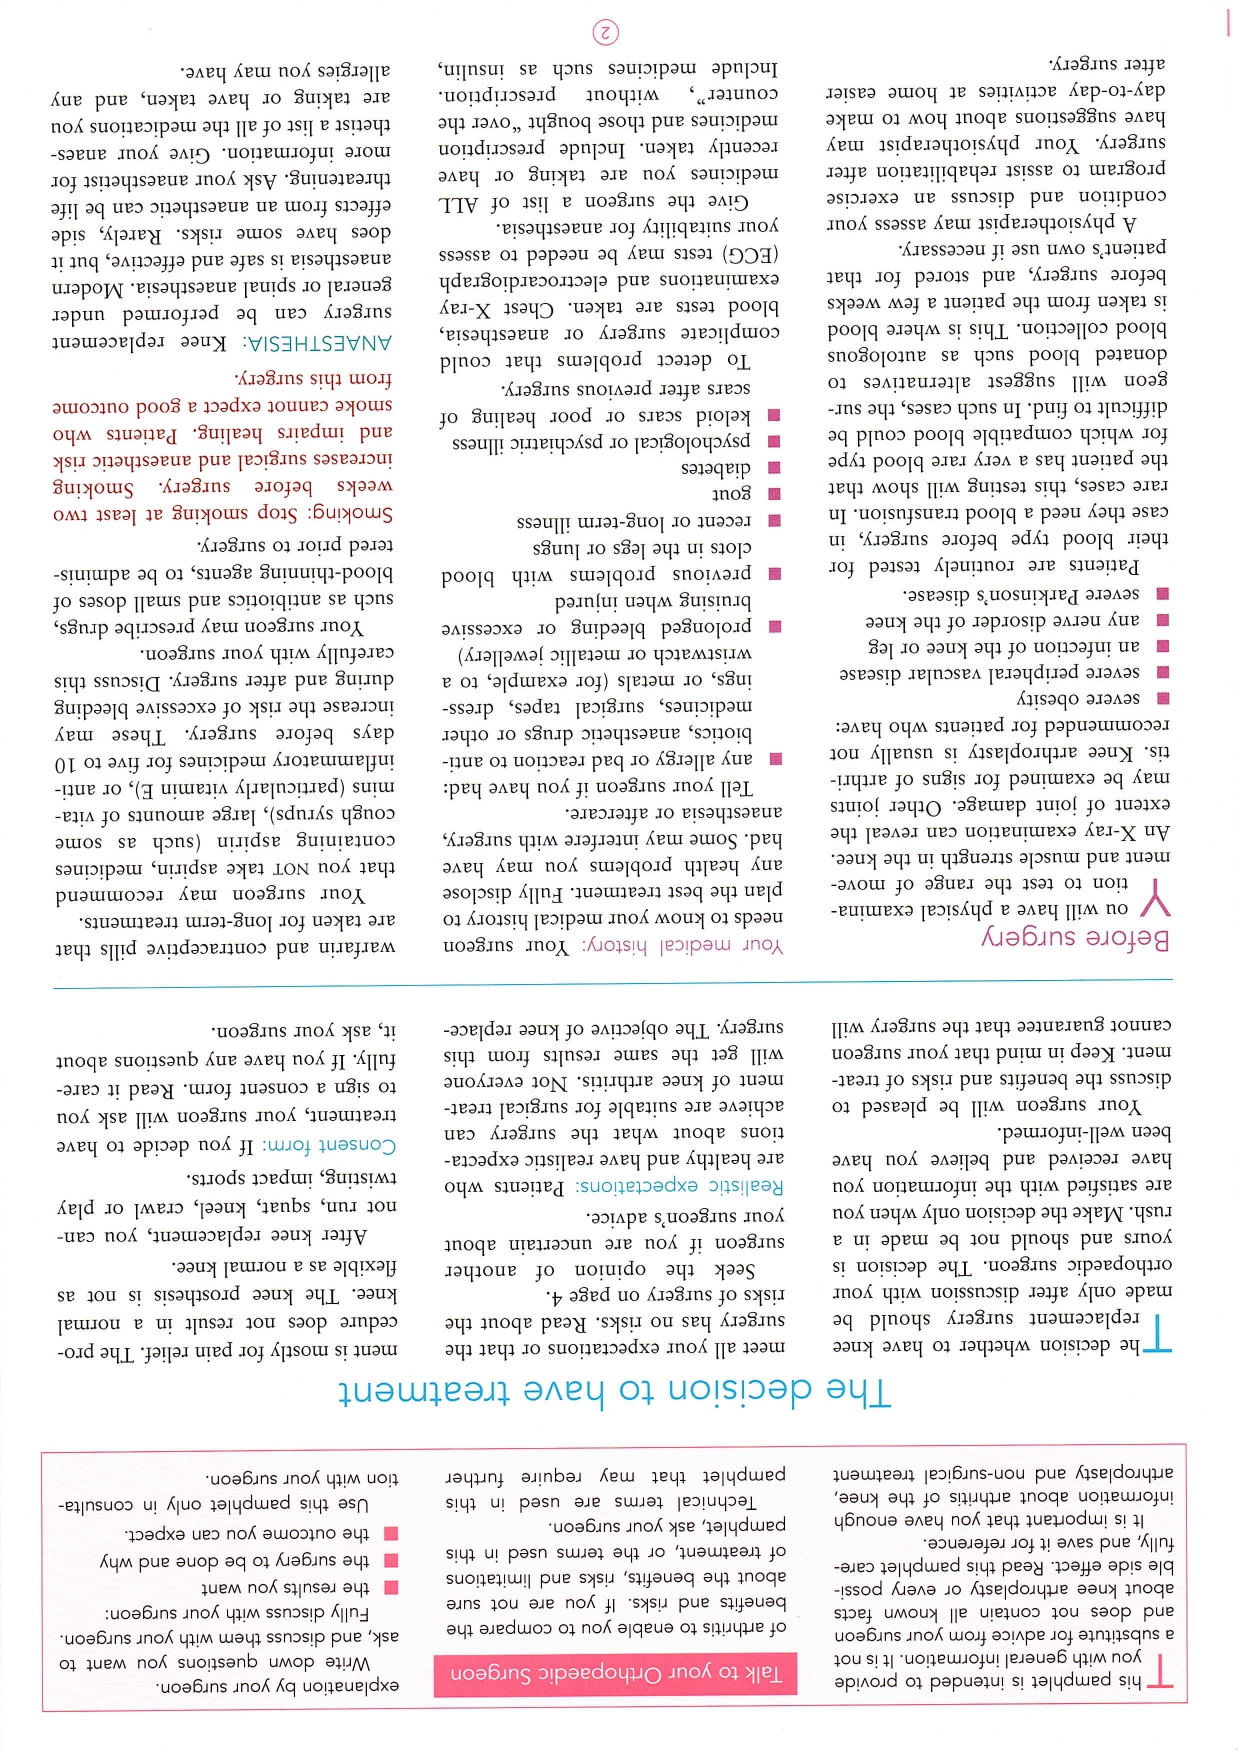 This pamphlet is intended to provide
you with general information. It is not
a substitute for advice from your surgeon
and does not contain all known facts
about knee arthroplasty or every possi-
ble side effect. Read this pamphlet care-
fully, and save it for reference.
It is important that you have enough
information about arthritis of the knee,
arthroplasty and non-surgical treatment
Talk to your Orthopaedic Surgeon
of arthritis to enable you to compare the
benefits and risks. If you are not sure
about the benefits, risks and limitations
of treatment, or the terms used in this
pamphlet, ask your surgeon.
Technical terms are used in this
pamphlet that may require further
explanation by your surgeon.
Write down questions you want to
ask, and discuss them with your surgeon.
Fully discuss with your surgeon:
■ the results you want
■ the surgery to be done and why
■ the outcome you can expect.
Use this pamphlet only in consulta-
tion with your surgeon.
The decision to have treatment
The decision whether to have knee
replacement surgery should be
made only after discussion with your
orthopaedic surgeon. The decision is
yours and should not be made in a
rush. Make the decision only when you
are satisfied with the information you
have received and believe you have
been well-informed.
Your surgeon will be pleased to
discuss the benefits and risks of treat-
ment. Keep in mind that your surgeon
cannot guarantee that the surgery will
meet all your expectations or that the
surgery has no risks. Read about the
risks of surgery on page 4.
Seek the opinion of another
surgeon if you are uncertain about
your surgeon's advice.
Realistic expectations: Patients who
are healthy and have realistic expecta-
tions about what the surgery can
achieve are suitable for surgical treat-
ment of knee arthritis. Not everyone
will get the same results from this
surgery. The objective of knee replace-
ment is mostly for pain relief. The pro-
cedure does not result in a normal
knee. The knee prosthesis is not as
flexible as a normal knee.
After knee replacement, you can-
not run, squat, kneel, crawl or play
twisting, impact sports.
Consent form: If you decide to have
treatment, your surgeon will ask you
to sign a consent form. Read it care-
fully. If you have any questions about
it, ask your surgeon.
Before surgery
You will have a physical examina-
tion to test the range of move-
ment and muscle strength in the knee.
An X-ray examination can reveal the
extent of joint damage. Other joints
may be examined for signs of arthri-
tis. Knee arthroplasty is usually not
recommended for patients who have:
■ severe obesity
■ severe peripheral vascular disease
■ an infection of the knee or leg
■ any nerve disorder of the knee
■ severe Parkinson's disease.
Patients are routinely tested for
their blood type before surgery, in
case they need a blood transfusion. In
rare cases, this testing will show that
the patient has a very rare blood type
for which compatible blood could be
difficult to find. In such cases, the sur-
geon will suggest alternatives to
donated blood such as autologous
blood collection. This is where blood
is taken from the patient a few weeks
before surgery, and stored for that
patient's own use if necessary.
A physiotherapist may assess your
condition and discuss an exercise
program to assist rehabilitation after
surgery. Your physiotherapist may
have suggestions about how to make
day-to-day activities at home easier
after surgery.
Your medical history: Your surgeon
needs to know your medical history to
plan the best treatment. Fully disclose
any health problems you may have
had. Some may interfere with surgery,
anaesthesia or aftercare.
Tell your surgeon if you have had:
■ any allergy or bad reaction to anti-
biotics, anaesthetic drugs or other
medicines, surgical tapes, dress-
ings, or metals (for example, to a
wristwatch or metallic jewellery)
■ prolonged bleeding or excessive
bruising when injured
■ previous problems with blood
clots in the legs or lungs
■ recent or long-term illness
■ gout
■ diabetes
■ psychological or psychiatric illness
■ keloid scars or poor healing of
scars after previous surgery.
To detect problems that could
complicate surgery or anaesthesia,
blood tests are taken. Chest X-ray
examinations and electrocardiograph
(ECG) tests may be needed to assess
your suitability for anaesthesia.
Give the surgeon a list of ALL
medicines you are taking or have
recently taken. Include prescription
medicines and those bought “over the
counter”, without prescription.
Include medicines such as insulin,
warfarin and contraceptive pills that
are taken for long-term treatments.
Your surgeon may recommend
that you NOT take aspirin, medicines
containing aspirin (such as some
cough syrups), large amounts of vita-
mins (particularly vitamin E), or anti-
inflammatory medicines for five to 10
days before surgery. These may
increase the risk of excessive bleeding
during and after surgery. Discuss this
carefully with your surgeon.
Your surgeon may prescribe drugs,
such as antibiotics and small doses of
blood-thinning agents, to be adminis-
tered prior to surgery.
Smoking: Stop smoking at least two
weeks before surgery. Smoking
increases surgical and anaesthetic risk
and impairs healing. Patients who
smoke cannot expect a good outcome
from this surgery.
ANAESTHESIA: Knee replacement
surgery can be performed under
general or spinal anaesthesia. Modern
anaesthesia is safe and effective, but it
does have some risks. Rarely, side
effects from an anaesthetic can be life
threatening. Ask your anaesthetist for
more information. Give your anaes-
thetist a list of all the medications you
are taking or have taken, and any
allergies you may have.
2